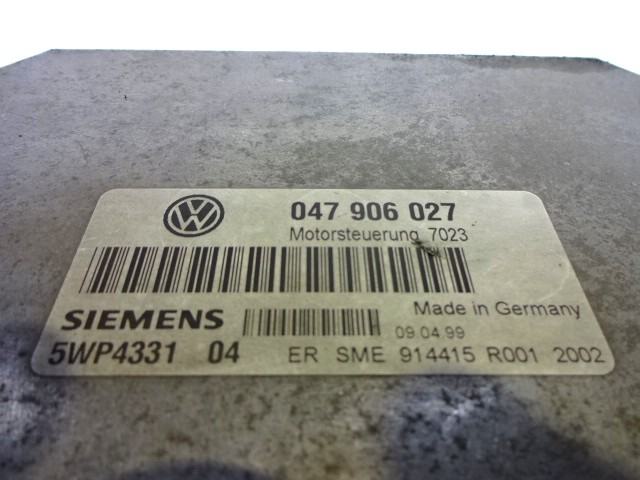 VW
047 906 027
Motorsteuerung 7023
Made in Germany
SIEMENS
09.04.99
5WP4331 04 ER SME 914415 R001 2002